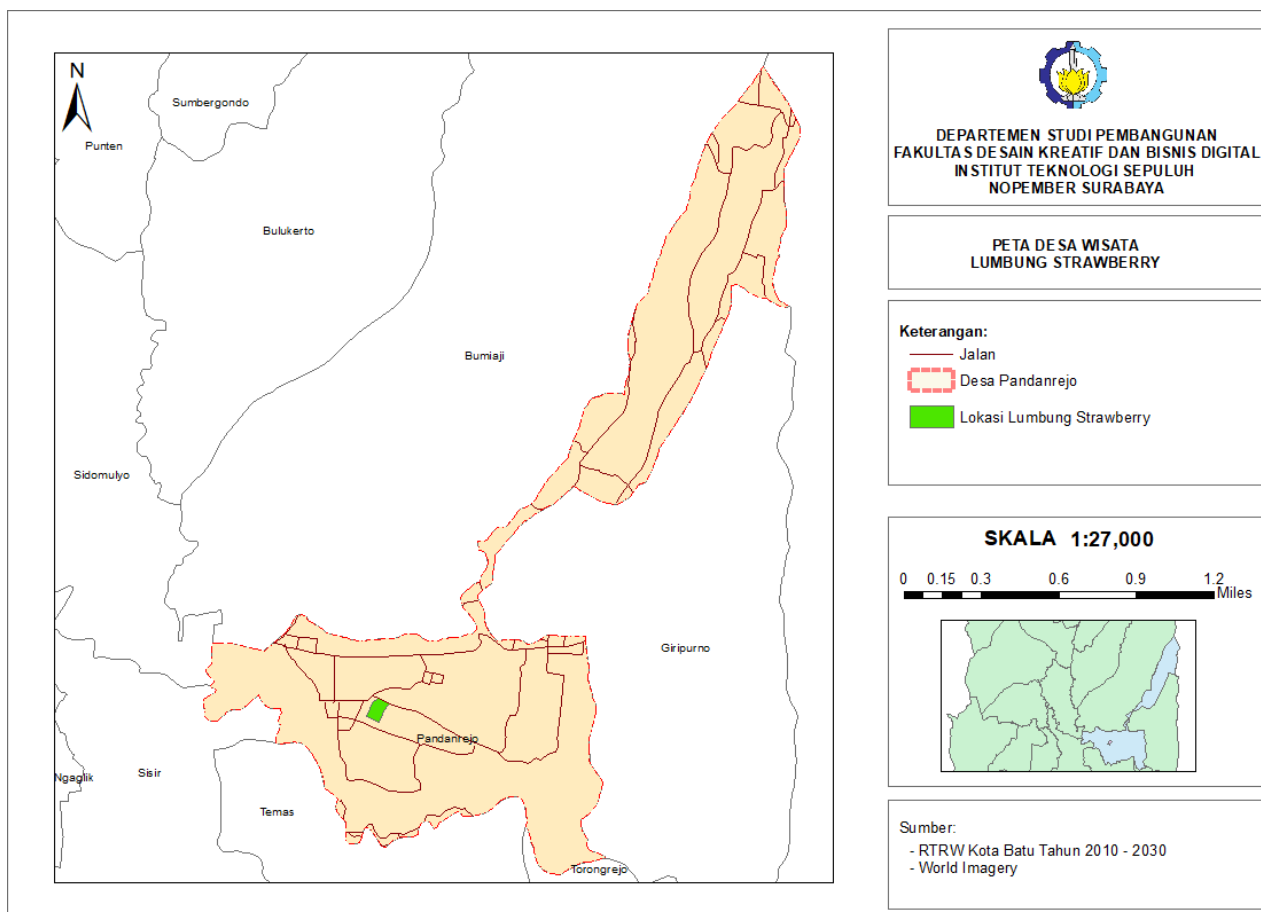 N
Sumbergondo
Punten
Bulukerto
Bumiaji
Sidomulyo
Giripurno
Pandanrejo
Ngaglik
Sisir
Temas
Torongrejo
DEPARTEMEN STUDI PEMBANGUNAN
FAKULTAS DESAIN KREATIF DAN BISNIS DIGITAL
INSTITUT TEKNOLOGI SEPULUH
NOPEMBER SURABAYA
PETA DESA WISATA
LUMBUNG STRAWBERRY
Keterangan:
Jalan
Desa Pandanrejo
Lokasi Lumbung Strawberry
SKALA 1:27,000
0 0.15 0.3 0.6 0.9 1.2
Miles
Sumber:
- RTRW Kota Batu Tahun 2010 - 2030
- World Imagery